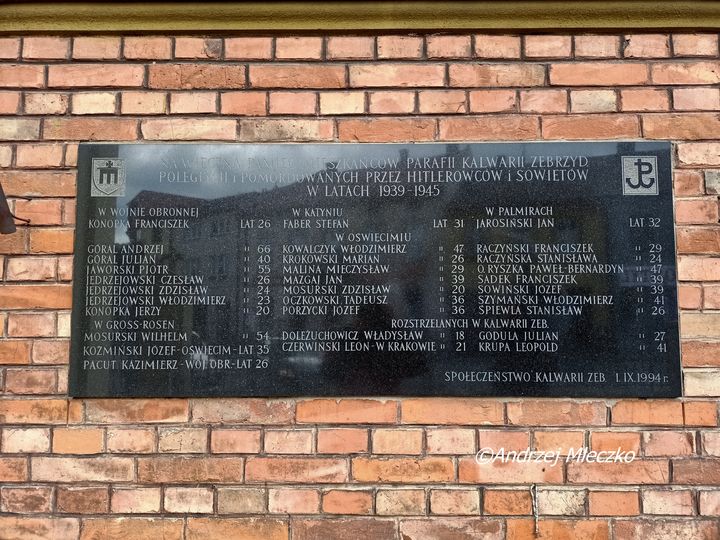 NA WIECZNĄ PAMIĘĆ MIESZKAŃCÓW PARAFII KALWARII ZEBRZYD
POLEGŁYCH i POMORDOWANYCH PRZEZ HITLEROWCÓW i SOWIETÓW
W LATACH 1939-1945
W WOJNIE OBRONNEJ
KONOPKA FRANCISZEK LAT 26
W KATYNIU
FABER STEFAN LAT 31
W PALMIRACH
JAROSIŃSKI JAN LAT 32
W OŚWIĘCIMIU
GÓRAL ANDRZEJ " 66
GÓRAL JULIAN " 40
JAWORSKI PIOTR " 55
JĘDRZEJOWSKI CZESŁAW " 26
JĘDRZEJOWSKI ZDZISŁAW " 24
JĘDRZEJOWSKI WŁODZIMIERZ " 23
KONOPKA JERZY " 20
KOWALCZYK WŁODZIMIERZ " 47
KROKOWSKI MARIAN " 26
MALINA MIECZYSŁAW " 29
MAZGAJ JAN " 39
MOSURSKI ZDZISŁAW " 20
OCZKOWSKI TADEUSZ " 36
PORZYCKI JÓZEF " 36
RACZYŃSKI FRANCISZEK " 29
RACZYŃSKA STANISŁAWA " 24
O. RYSZKA PAWEŁ-BERNARDYN " 47
SADEK FRANCISZEK " 39
SOWIŃSKI JÓZEF " 39
SZYMAŃSKI WŁODZIMIERZ " 41
ŚPIEWLA STANISŁAW " 26
W GROSS-ROSEN
MOSURSKI WILHELM " 54
KOZMIŃSKI JÓZEF-OŚWIĘCIM-LAT 35
PACUT KAZIMIERZ-WOJ. OBR.-LAT 26
ROZSTRZELANYCH W KALWARII ZEB.
DOLEŻUCHOWICZ WŁADYSŁAW " 18
CZERWIŃSKI LEON-W KRAKOWIE " 21
GODULA JULIAN " 27
KRUPA LEOPOLD " 41
SPOŁECZEŃSTWO KALWARII ZEB. 1. IX. 1994 r.
©Andrzej Mleczko